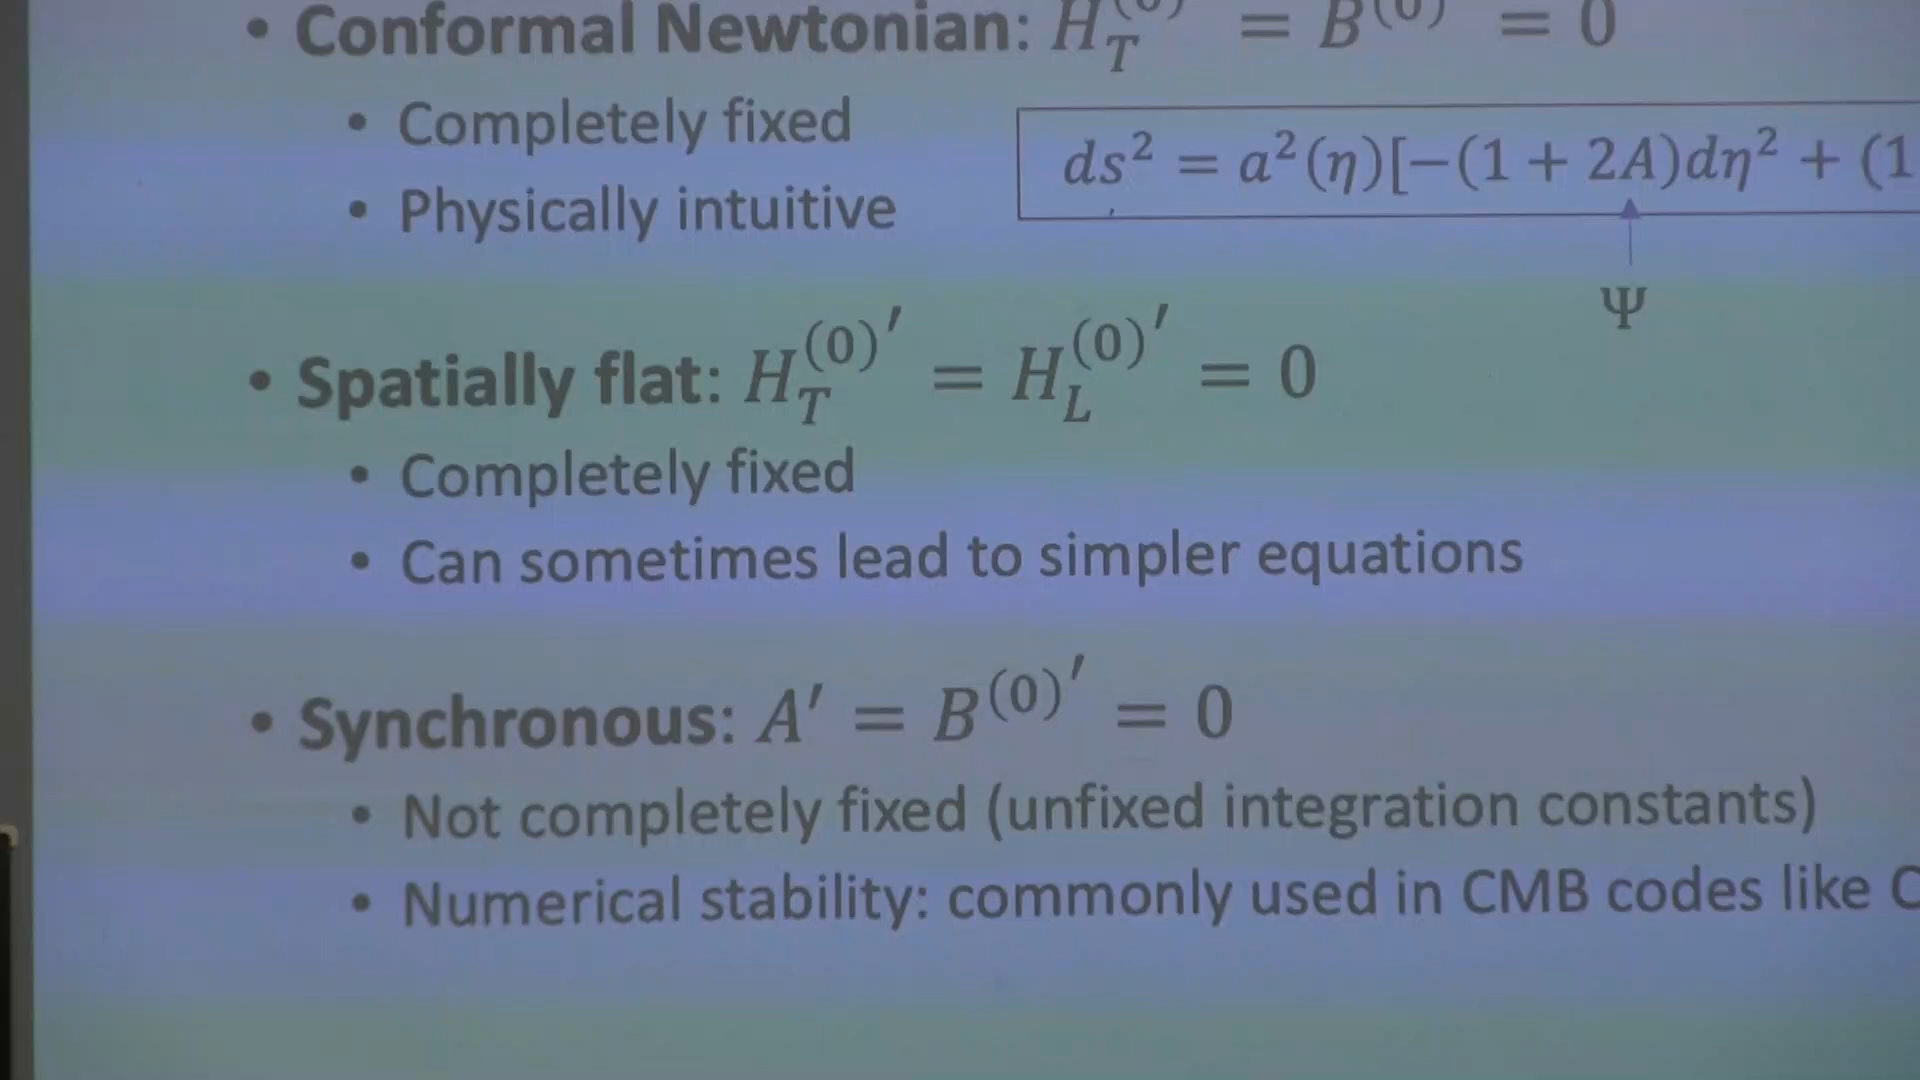 • Conformal Newtonian: H_T^(0) = B^(0) = 0
• Completely fixed
ds² = a²(η)[−(1 + 2A)dη² + (1
• Physically intuitive
Ψ
• Spatially flat: H_T^(0)′ = H_L^(0)′ = 0
• Completely fixed
• Can sometimes lead to simpler equations
• Synchronous: A′ = B^(0)′ = 0
• Not completely fixed (unfixed integration constants)
• Numerical stability: commonly used in CMB codes like